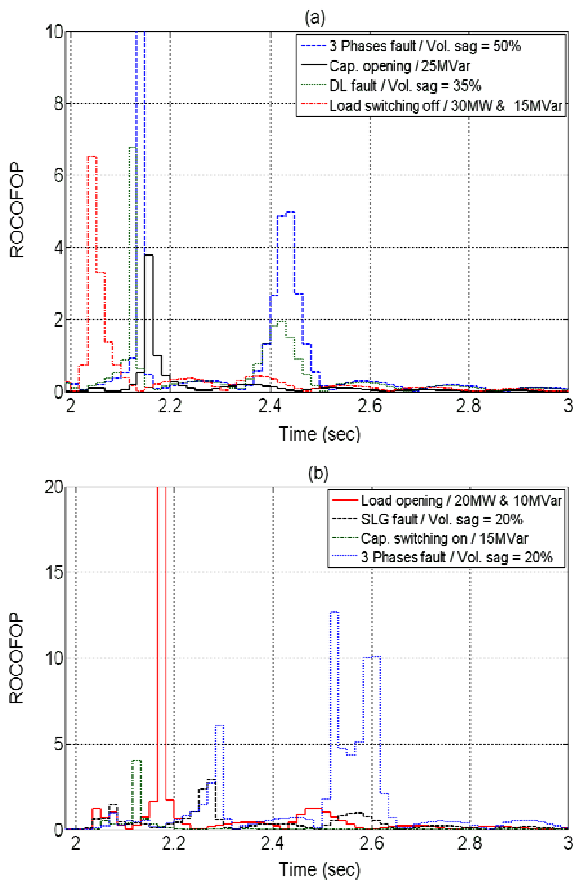 (a)
10
8
6
4
2
0
ROCOFOP
3 Phases fault / Vol. sag = 50%
Cap. opening / 25MVar
DL fault / Vol. sag = 35%
Load switching off / 30MW & 15MVar
2 2.2 2.4 2.6 2.8 3
Time (sec)
(b)
20
15
10
5
0
ROCOFOP
Load opening / 20MW & 10MVar
SLG fault / Vol. sag = 20%
Cap. switching on / 15MVar
3 Phases fault / Vol. sag = 20%
2 2.2 2.4 2.6 2.8 3
Time (sec)